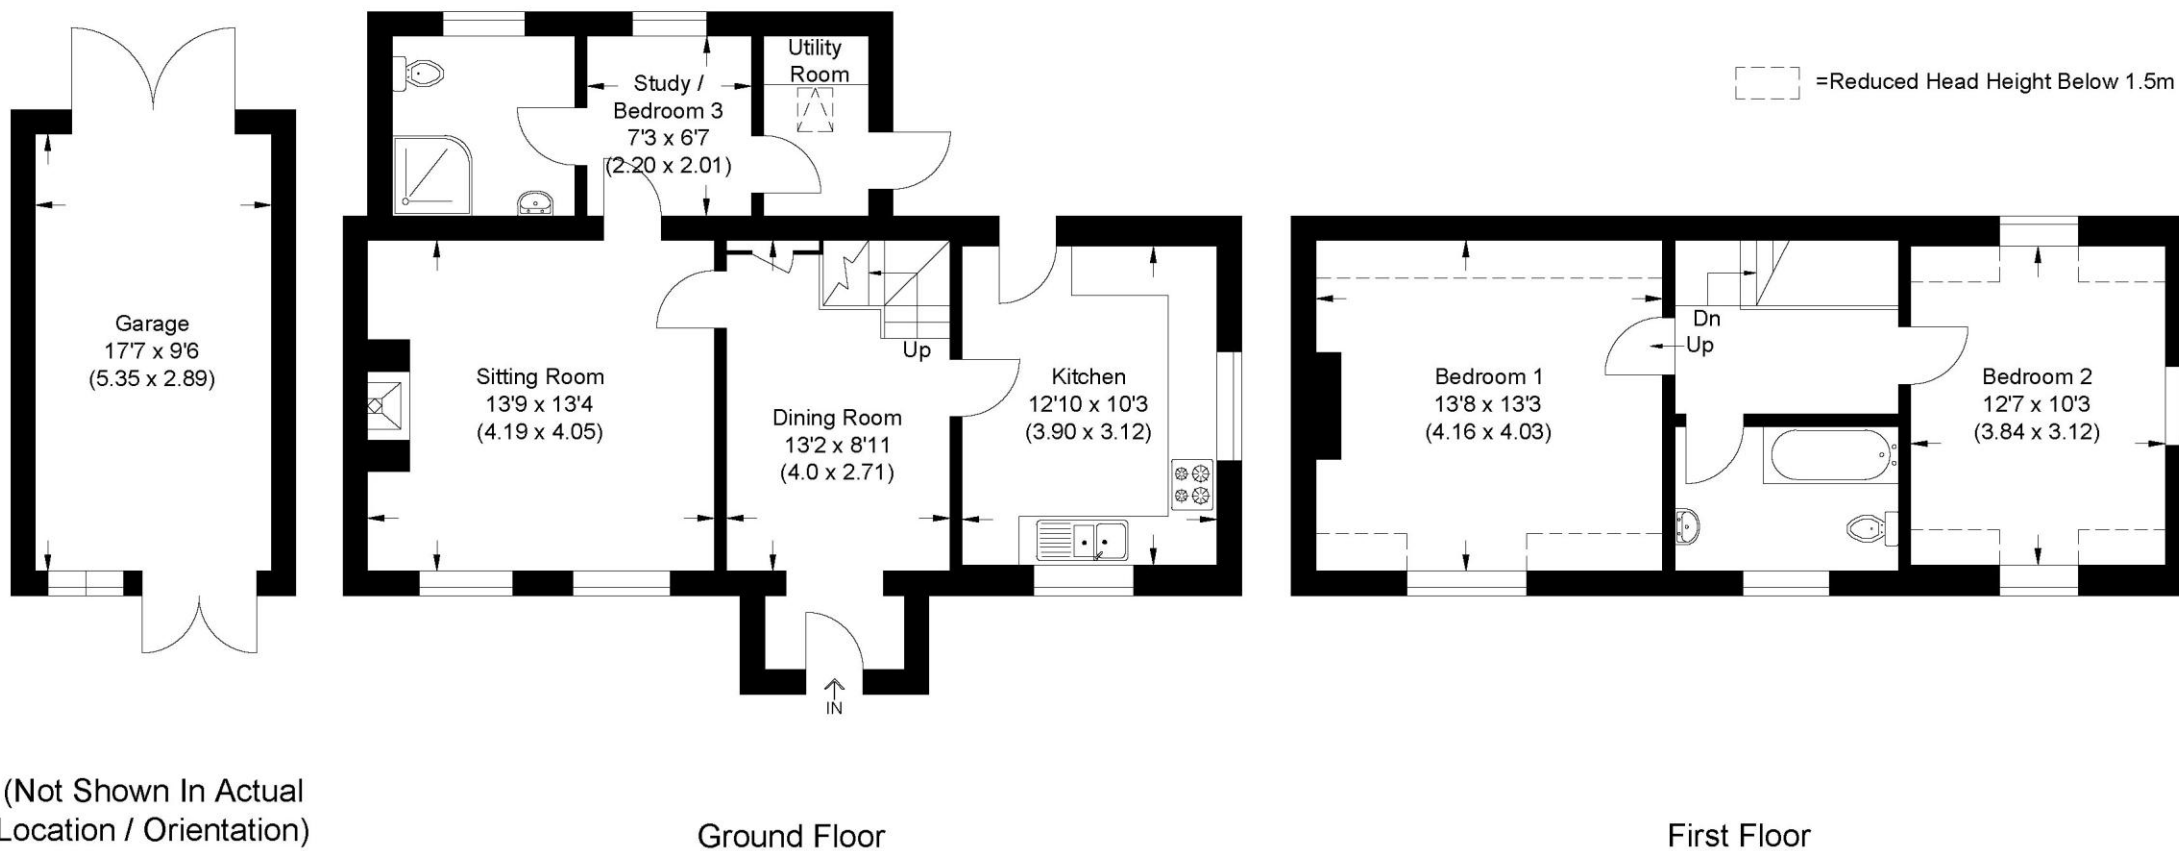 Utility
Room
Study /
Bedroom 3
7'3 x 6'7
(2.20 x 2.01)
=Reduced Head Height Below 1.5m
Garage
17'7 x 9'6
(5.35 x 2.89)
Sitting Room
13'9 x 13'4
(4.19 x 4.05)
Up
Dining Room
13'2 x 8'11
(4.0 x 2.71)
Kitchen
12'10 x 10'3
(3.90 x 3.12)
IN
Bedroom 1
13'8 x 13'3
(4.16 x 4.03)
Dn
Up
Bedroom 2
12'7 x 10'3
(3.84 x 3.12)
(Not Shown In Actual
Location / Orientation)
Ground Floor
First Floor